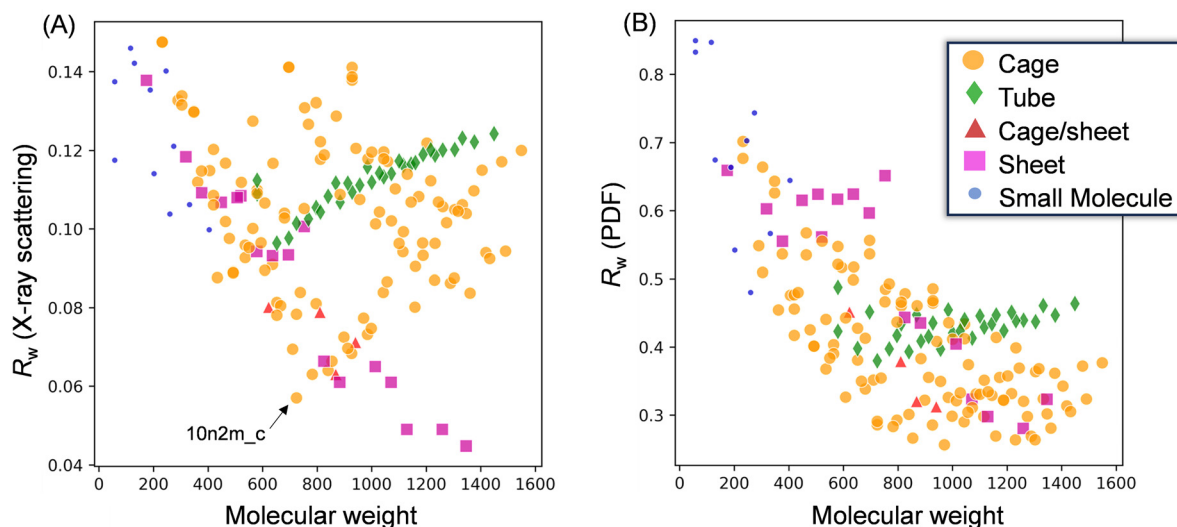 (A)
0.14
0.12
0.10
0.08
0.06
0.04
Rw (X-ray scattering)
10n2m_c
0 200 400 600 800 1000 1200 1400 1600
Molecular weight
(B)
0.8
0.7
0.6
0.5
0.4
0.3
Rw (PDF)
Cage
Tube
Cage/sheet
Sheet
Small Molecule
0 200 400 600 800 1000 1200 1400 1600
Molecular weight